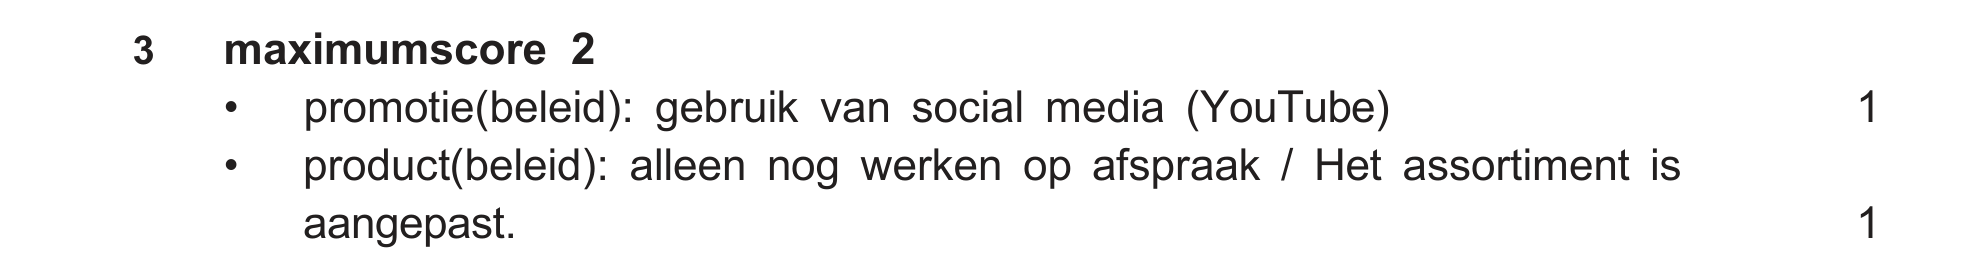 3 maximumscore 2
• promotie(beleid): gebruik van social media (YouTube) 1
• product(beleid): alleen nog werken op afspraak / Het assortiment is
aangepast. 1